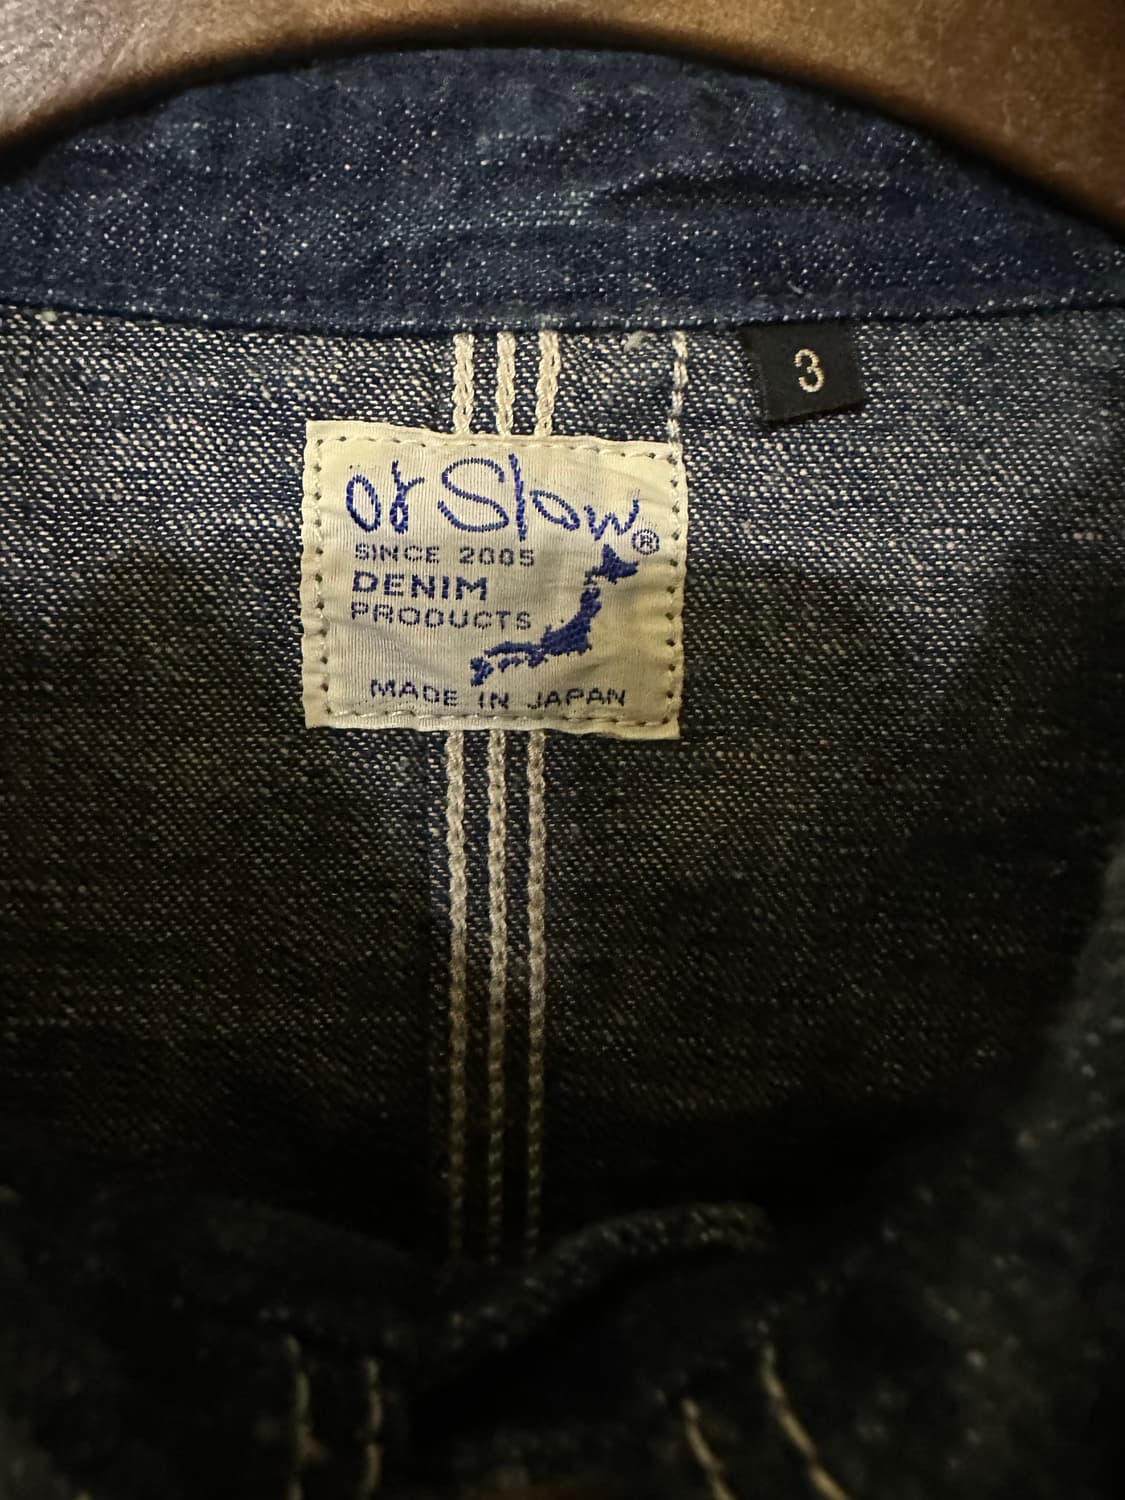 or Slow®
SINCE 2005
DENIM
PRODUCTS
MADE IN JAPAN
3